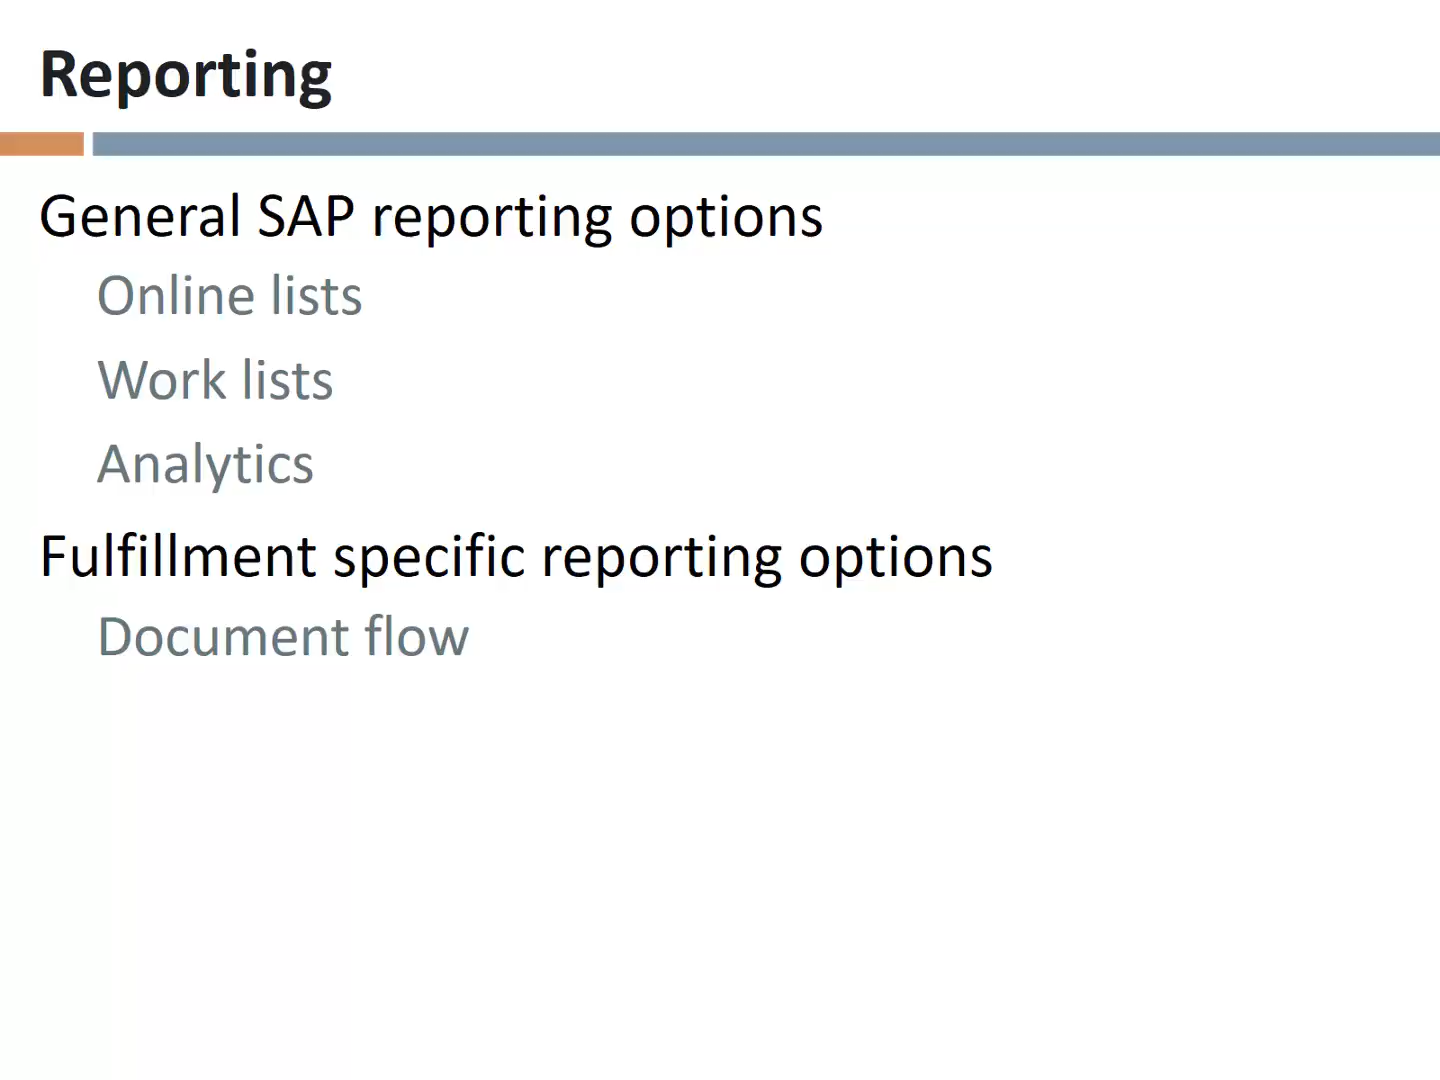 Reporting
General SAP reporting options
Online lists
Work lists
Analytics
Fulfillment specific reporting options
Document flow